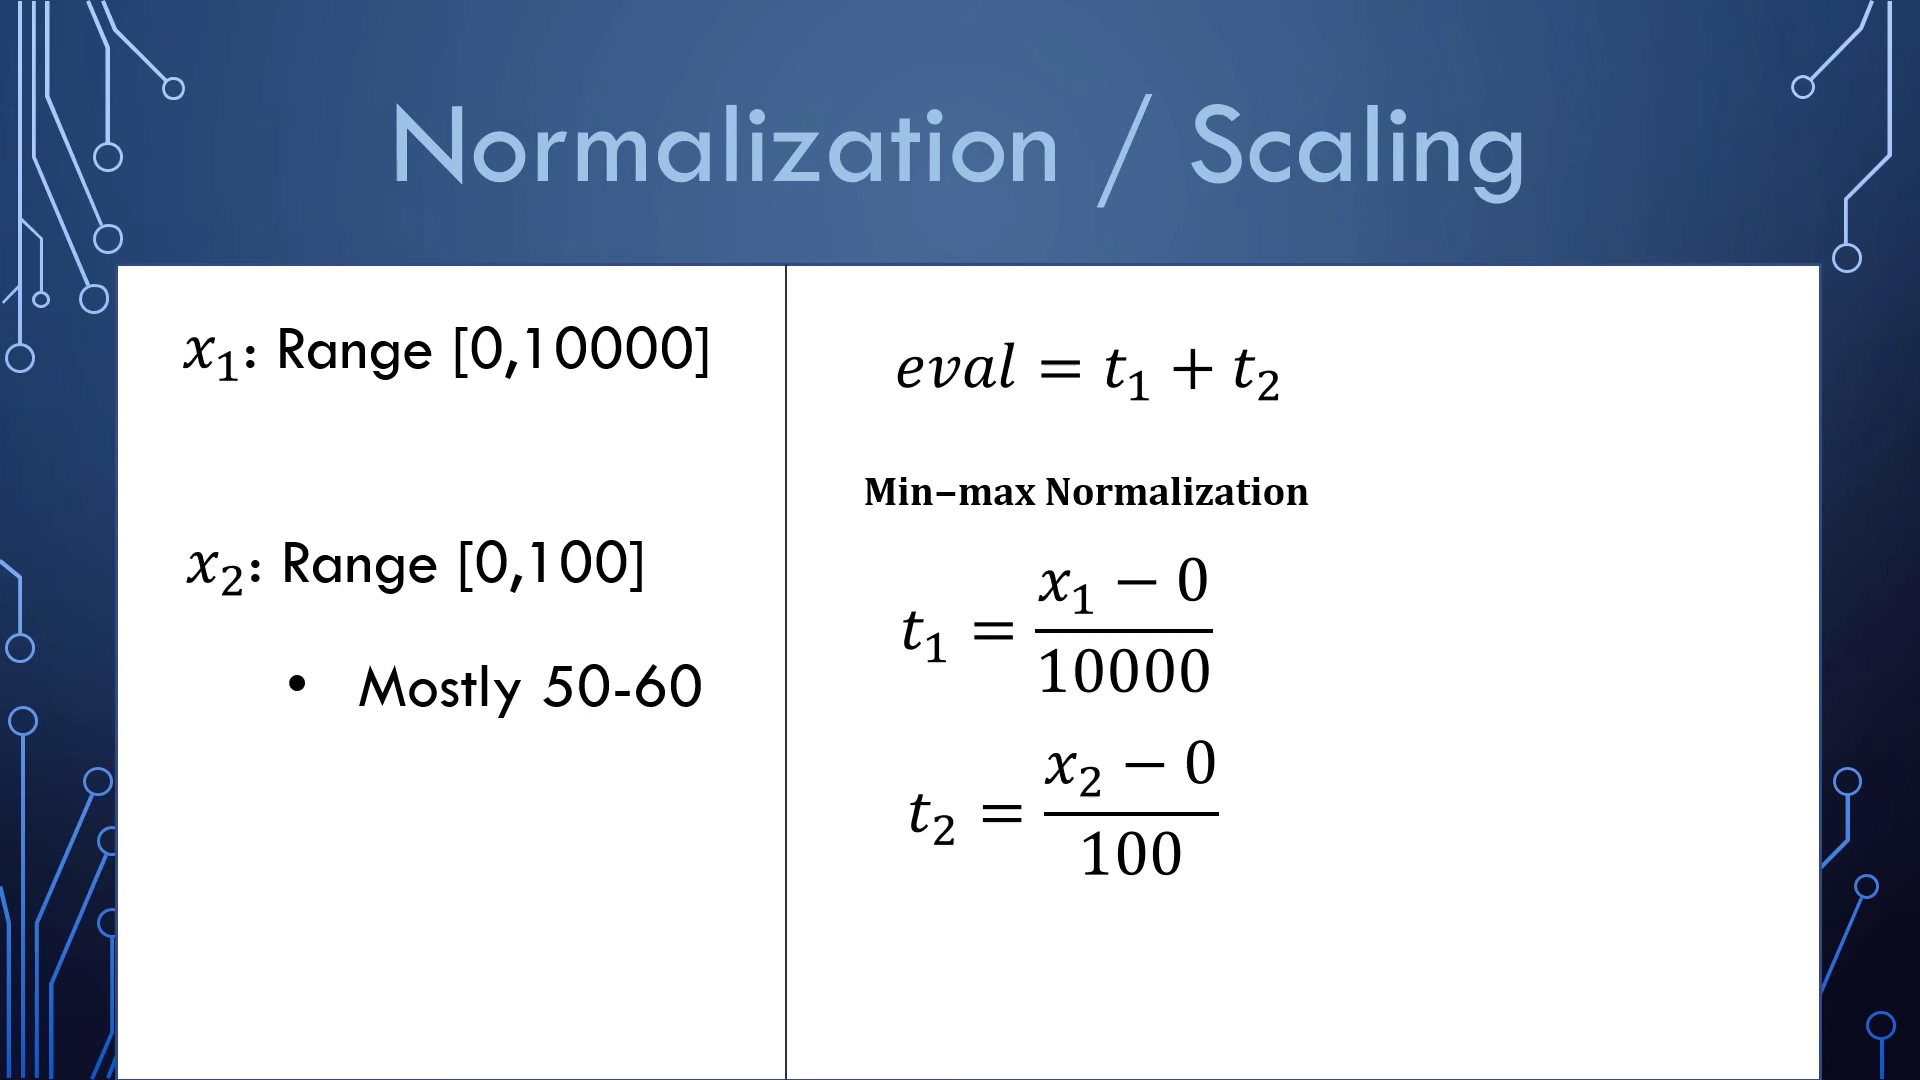 Normalization / Scaling
x₁: Range [0,10000]
x₂: Range [0,100]
• Mostly 50-60
eval = t₁ + t₂
Min−max Normalization
t₁ = (x₁ − 0) / 10000
t₂ = (x₂ − 0) / 100